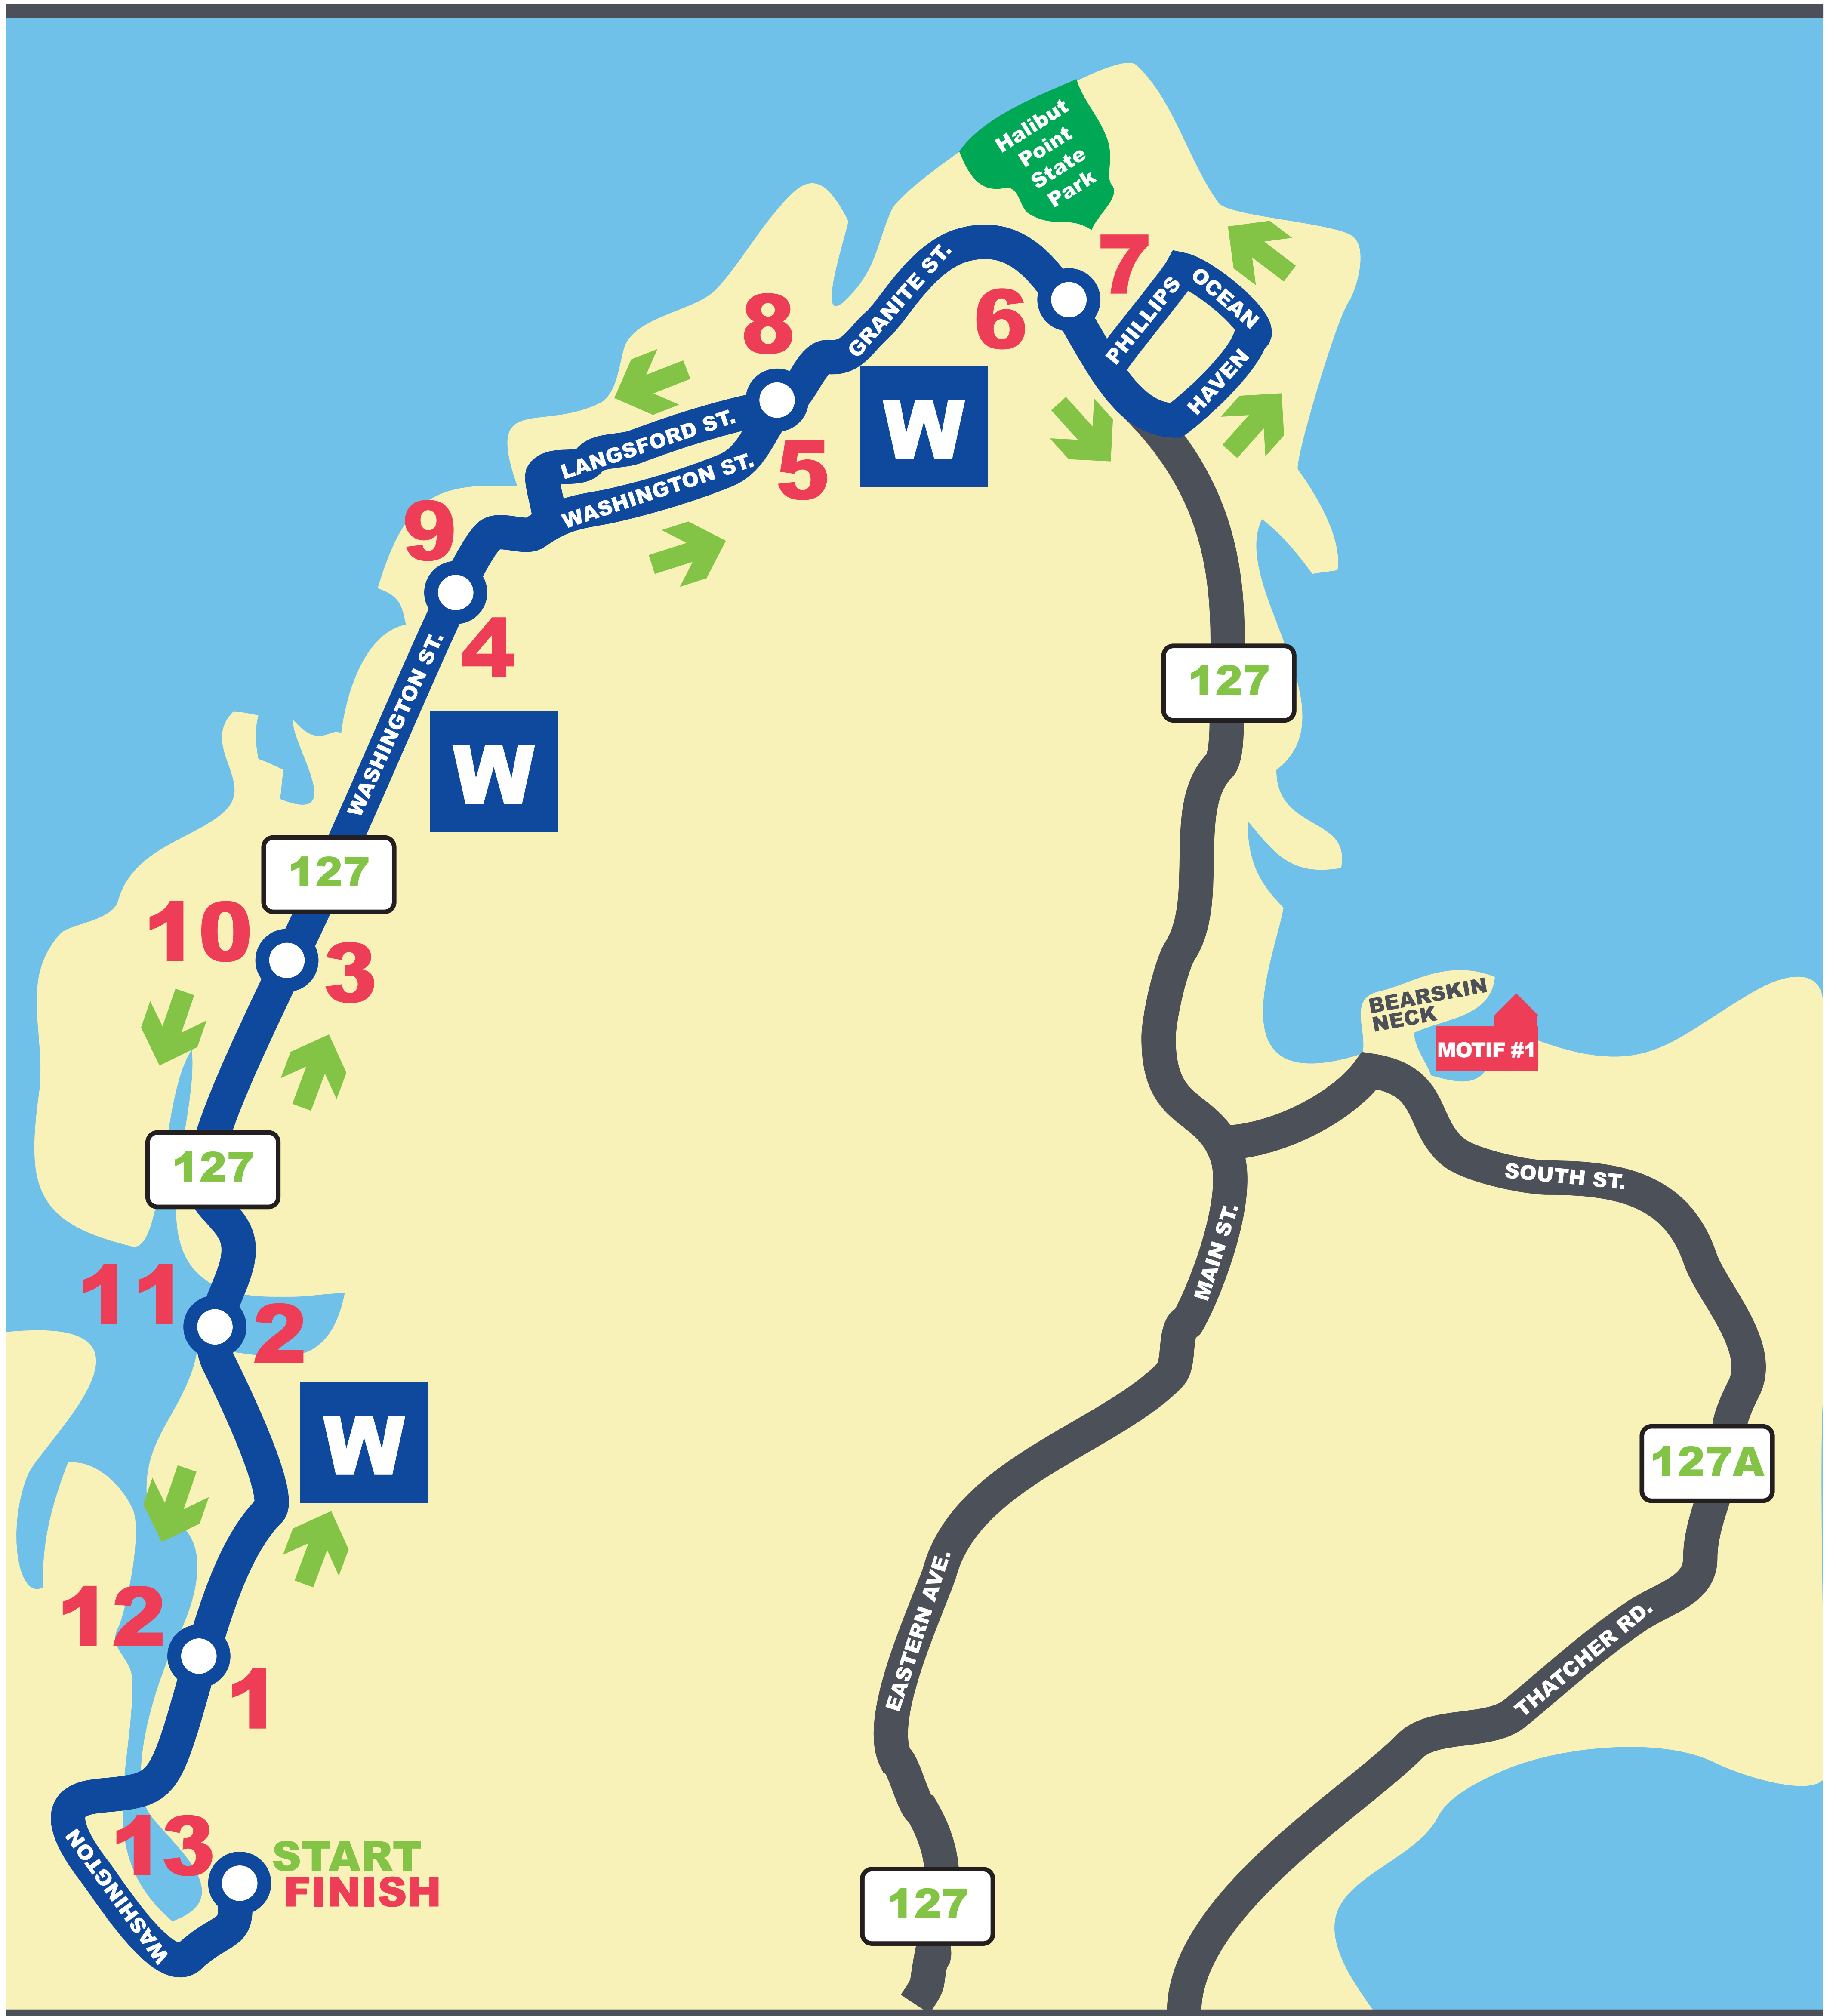 Halibut
Point
State
Park
7
PHILLIPS
OCEAN
HAVEN
6
GRANITE ST.
8
W
LANGSFORD ST.
5
WASHINGTON ST.
9
4
WASHINGTON ST.
W
127
127
10
3
BEARSKIN
NECK
MOTIF #1
127
SOUTH ST.
MAIN ST.
11
2
W
127A
12
1
EASTERN AVE.
THATCHER RD.
13
START
FINISH
WASHINGTON
127